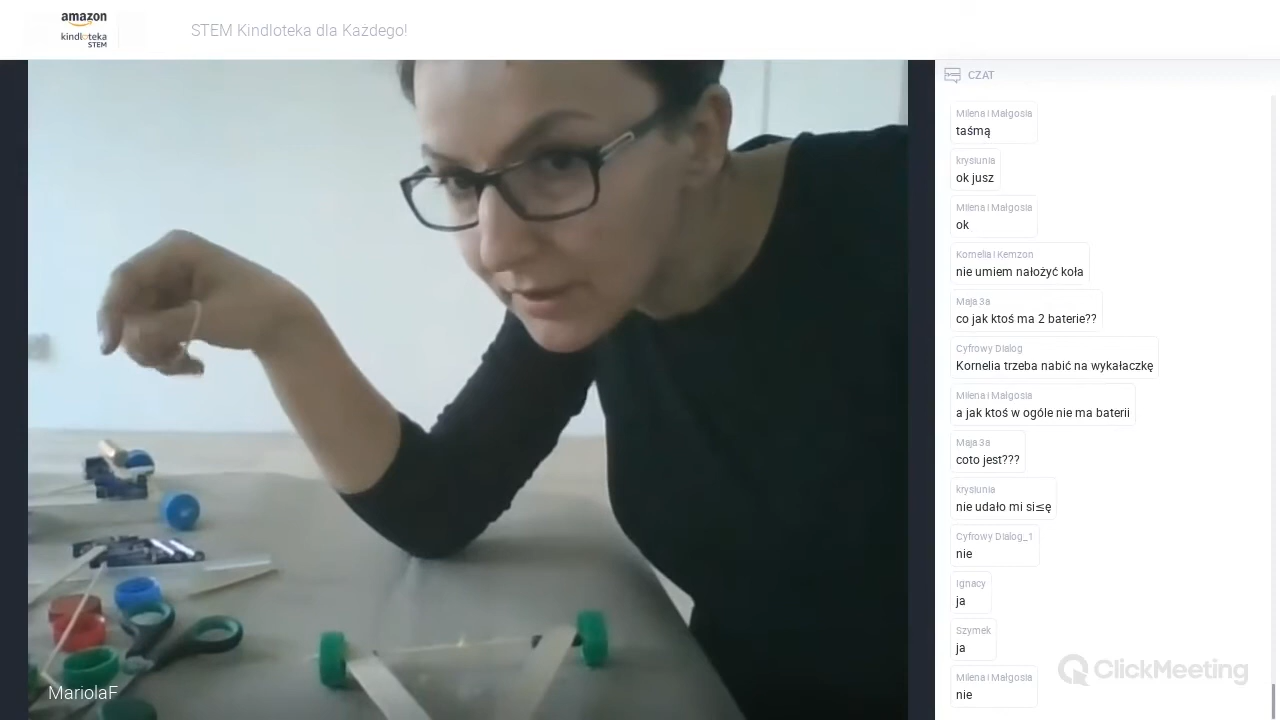 amazon
kindloteka
STEM
STEM Kindloteka dla Każdego!
CZAT
Milena i Małgosia
taśmą
krysiunia
ok jusz
Milena i Małgosia
ok
Kornelia i Kemzon
nie umiem nałożyć koła
Maja 3a
co jak ktoś ma 2 baterie??
Cyfrowy Dialog
Kornelia trzeba nabić na wykałaczkę
Milena i Małgosia
a jak ktoś w ogóle nie ma baterii
Maja 3a
coto jest???
krysiunia
nie udało mi si≤ę
Cyfrowy Dialog_1
nie
Ignacy
ja
Szymek
ja
Milena i Małgosia
nie
MariolaF
ClickMeeting